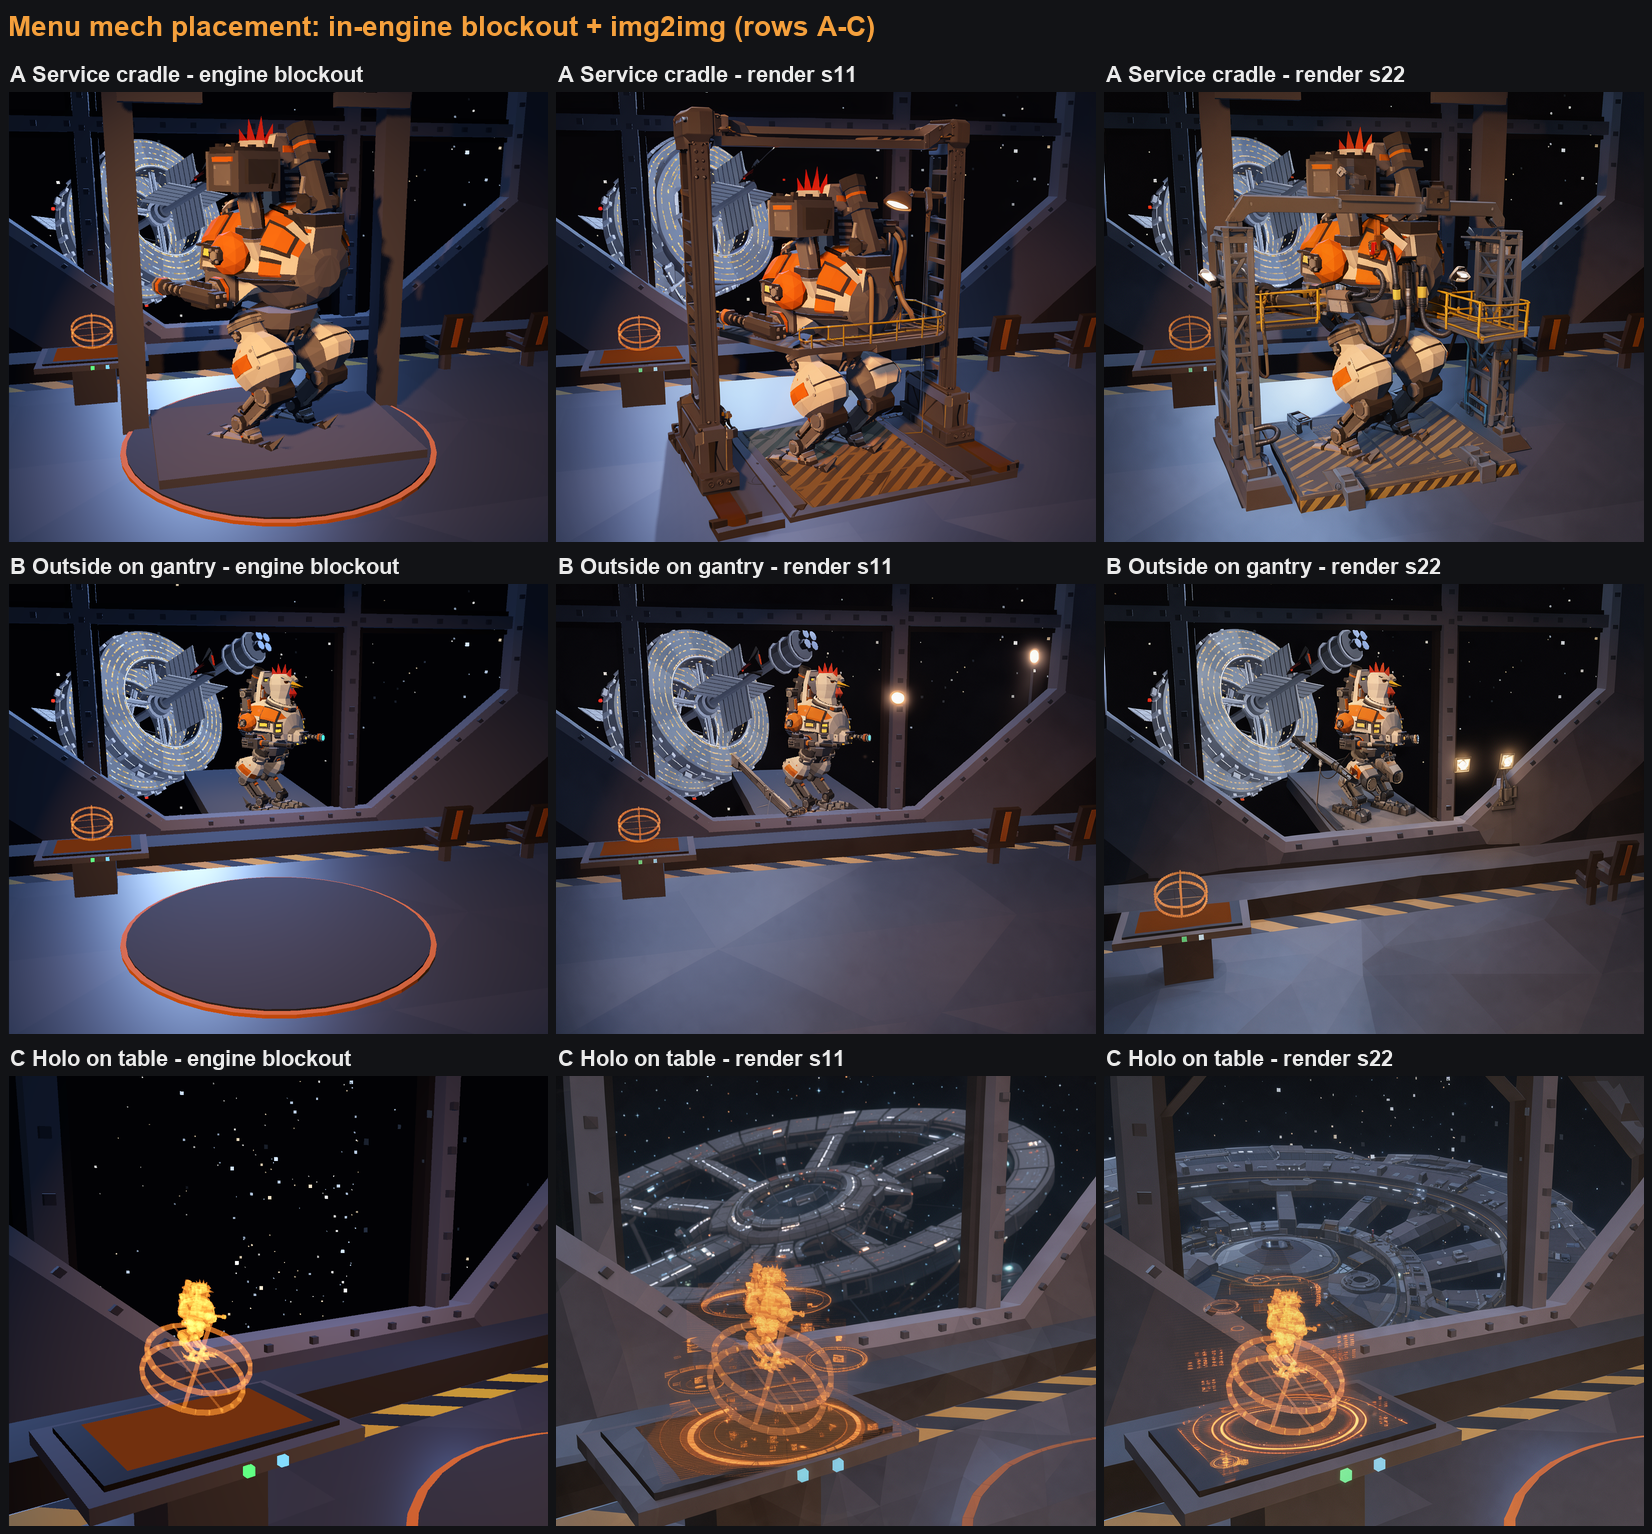 Menu mech placement: in-engine blockout + img2img (rows A-C)
A Service cradle - engine blockout
A Service cradle - render s11
A Service cradle - render s22
B Outside on gantry - engine blockout
B Outside on gantry - render s11
B Outside on gantry - render s22
C Holo on table - engine blockout
C Holo on table - render s11
C Holo on table - render s22